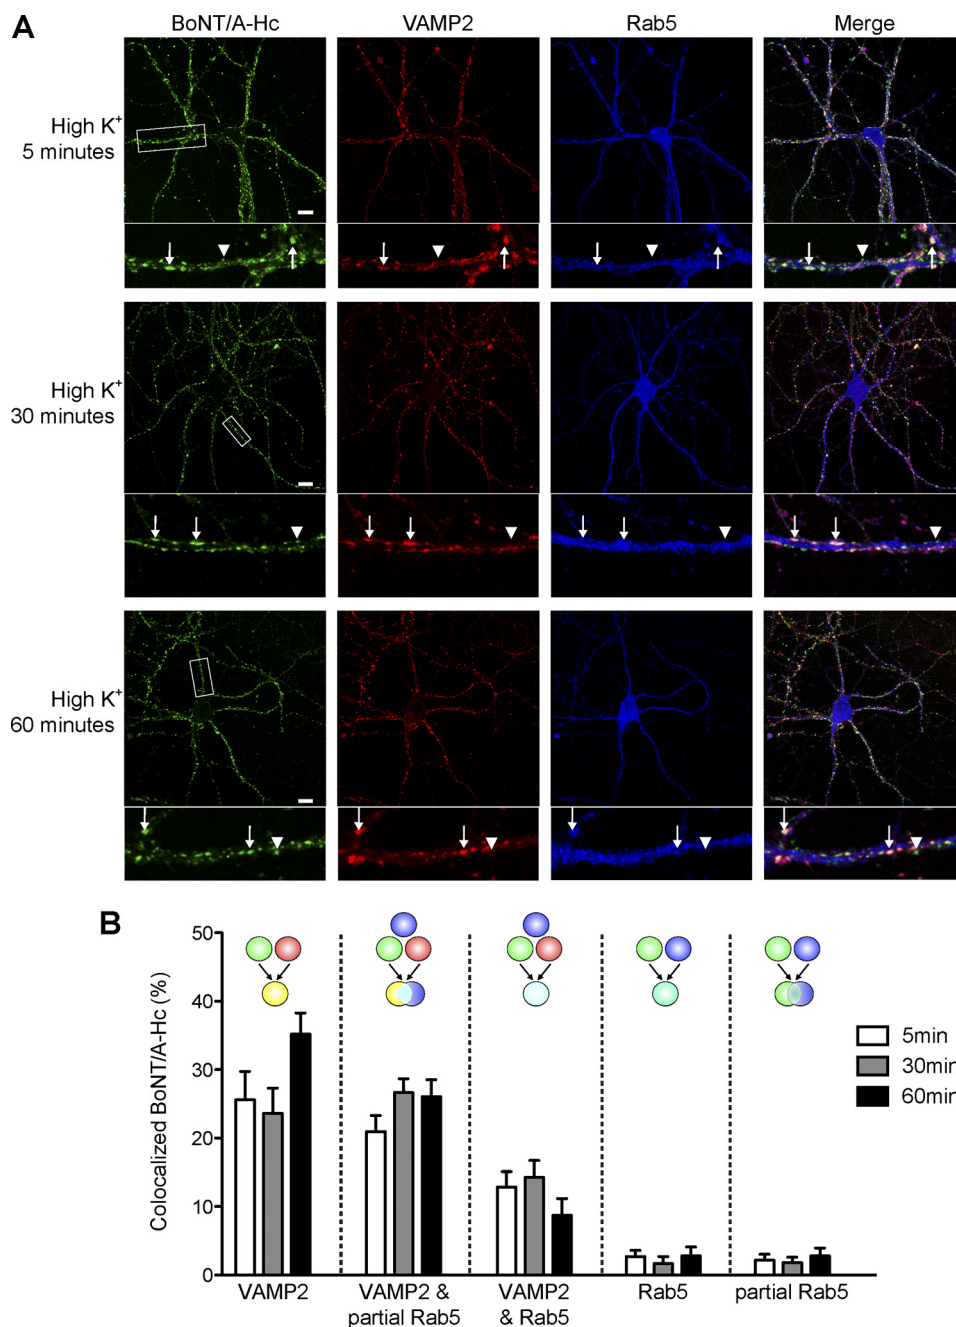 A
BoNT/A-Hc
VAMP2
Rab5
Merge
High K+
5 minutes
High K+
30 minutes
High K+
60 minutes
B
Colocalized BoNT/A-Hc (%)
50
40
30
20
10
0
5min
30min
60min
VAMP2
VAMP2 &
partial Rab5
VAMP2
& Rab5
Rab5
partial Rab5